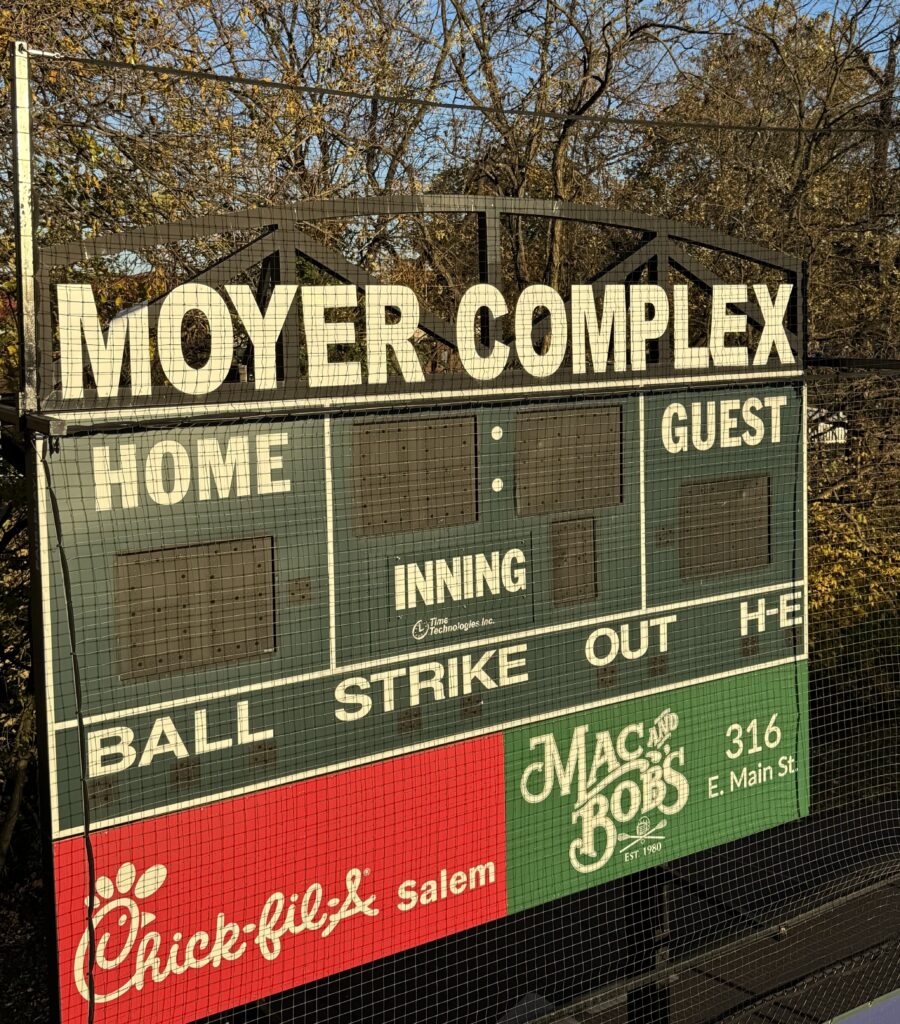 MOYER COMPLEX
HOME
:
GUEST
INNING
Time
Technologies Inc.
BALL STRIKE OUT H-E
Chick-fil-A® Salem
MAC AND
BOB'S
EST. 1980
316
E. Main St.